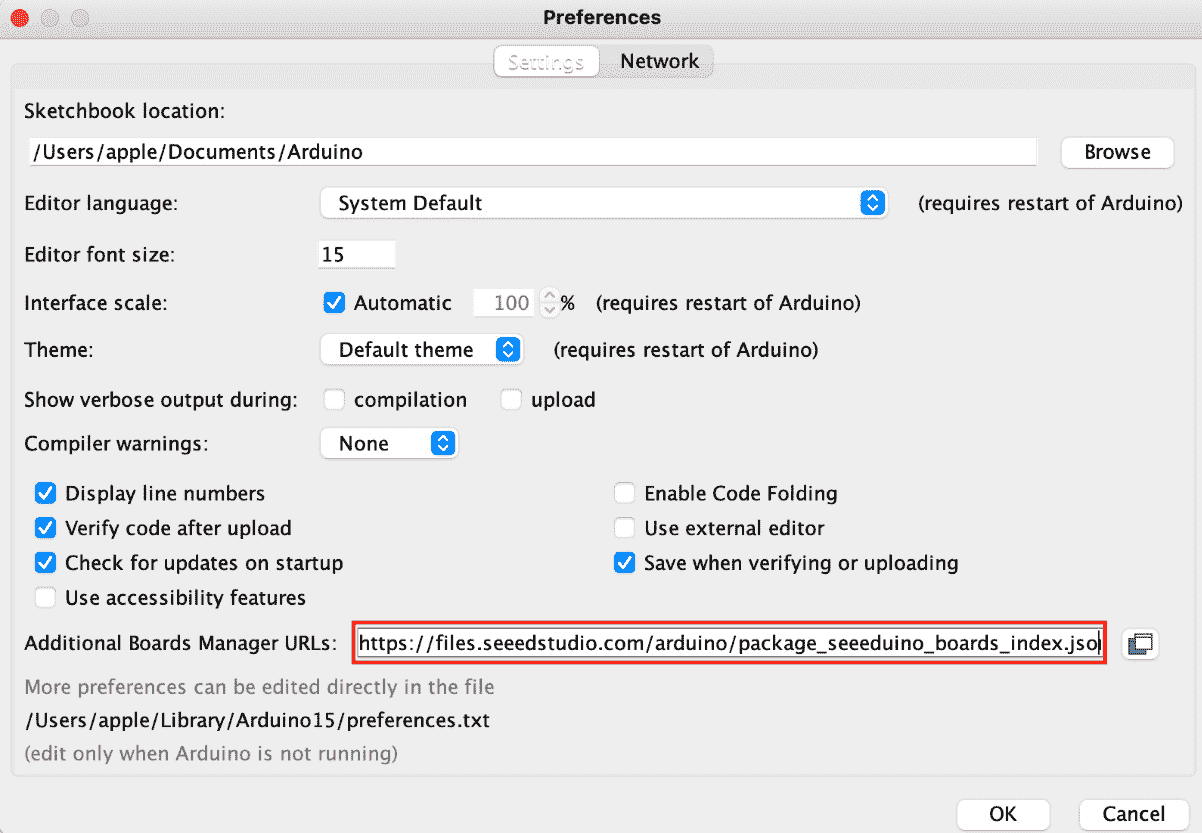 Preferences
Settings Network
Sketchbook location:
/Users/apple/Documents/Arduino Browse
Editor language: System Default (requires restart of Arduino)
Editor font size: 15
Interface scale: Automatic 100 % (requires restart of Arduino)
Theme: Default theme (requires restart of Arduino)
Show verbose output during: compilation upload
Compiler warnings: None
Display line numbers Enable Code Folding
Verify code after upload Use external editor
Check for updates on startup Save when verifying or uploading
Use accessibility features
Additional Boards Manager URLs: https://files.seeedstudio.com/arduino/package_seeeduino_boards_index.jso
More preferences can be edited directly in the file
/Users/apple/Library/Arduino15/preferences.txt
(edit only when Arduino is not running)
OK Cancel